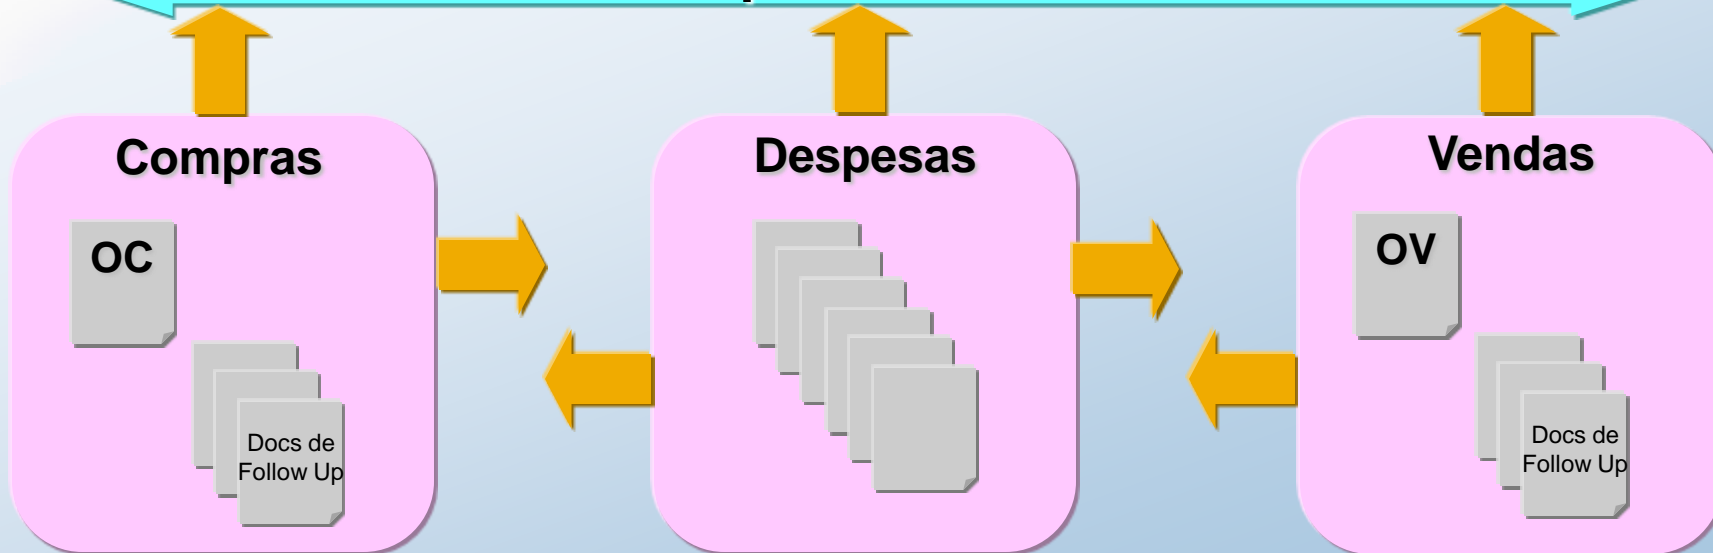 Compras
Despesas
Vendas
OC
OV
Docs de
Follow Up
Docs de
Follow Up